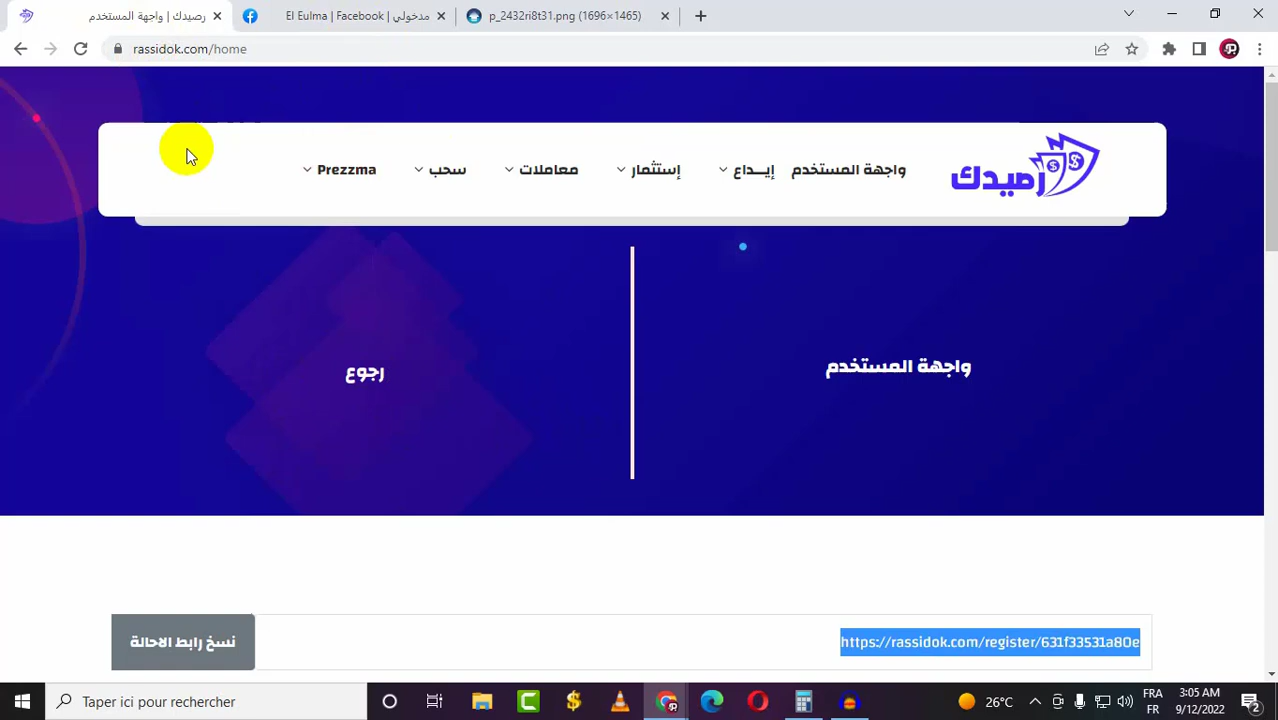 رصيدك | واجهة المستخدم
مدخولي | El Eulma | Facebook
p_2432ri8t31.png (1696×1465)
rassidok.com/home
رصيدك
واجهة المستخدم
إيــداع
إستثمار
معاملات
سحب
Prezzma
واجهة المستخدم
رجوع
https://rassidok.com/register/631f33531a80e
نسخ رابط الاحالة
Taper ici pour rechercher
26°C
FRA
FR
3:05 AM
9/12/2022
2